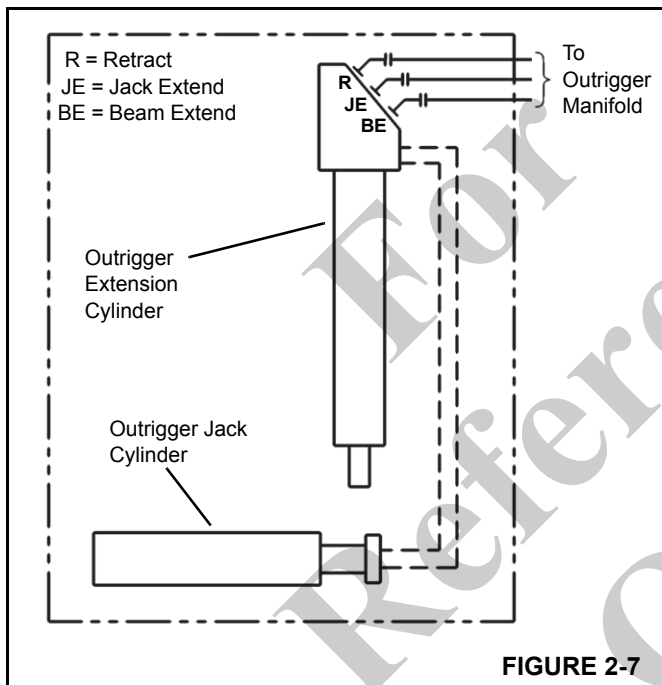 R = Retract
JE = Jack Extend
BE = Beam Extend
To
Outrigger
Manifold
R
JE
BE
Outrigger
Extension
Cylinder
Outrigger Jack
Cylinder
For
FIGURE 2-7